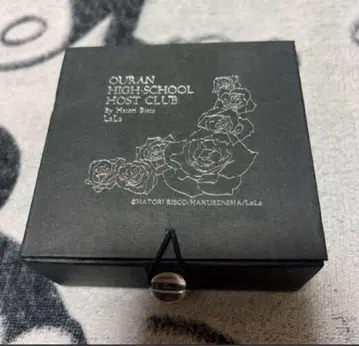 OURAN
HIGH-SCHOOL
HOST CLUB
By Hatori Bisco
LaLa
©HATORI BISCO/HAKUSENSHA/LaLa